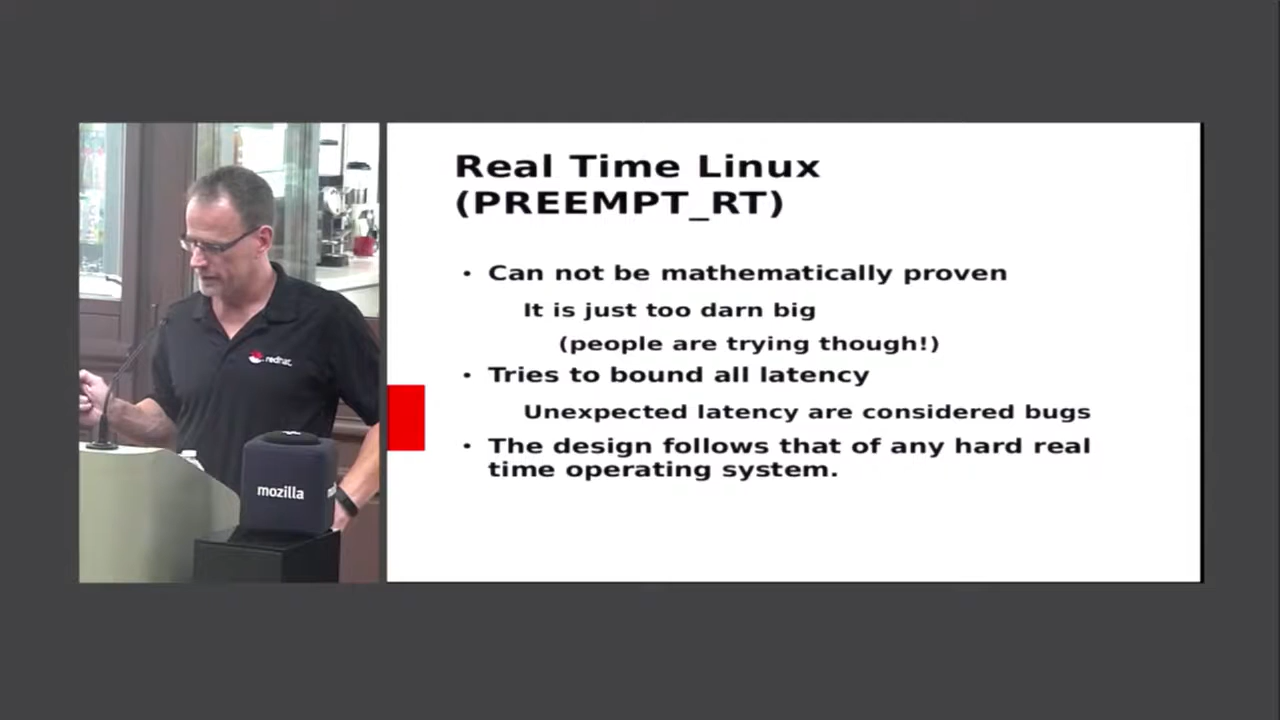 Real Time Linux
(PREEMPT_RT)
• Can not be mathematically proven
It is just too darn big
(people are trying though!)
• Tries to bound all latency
Unexpected latency are considered bugs
• The design follows that of any hard real
time operating system.
redhat.
mozilla